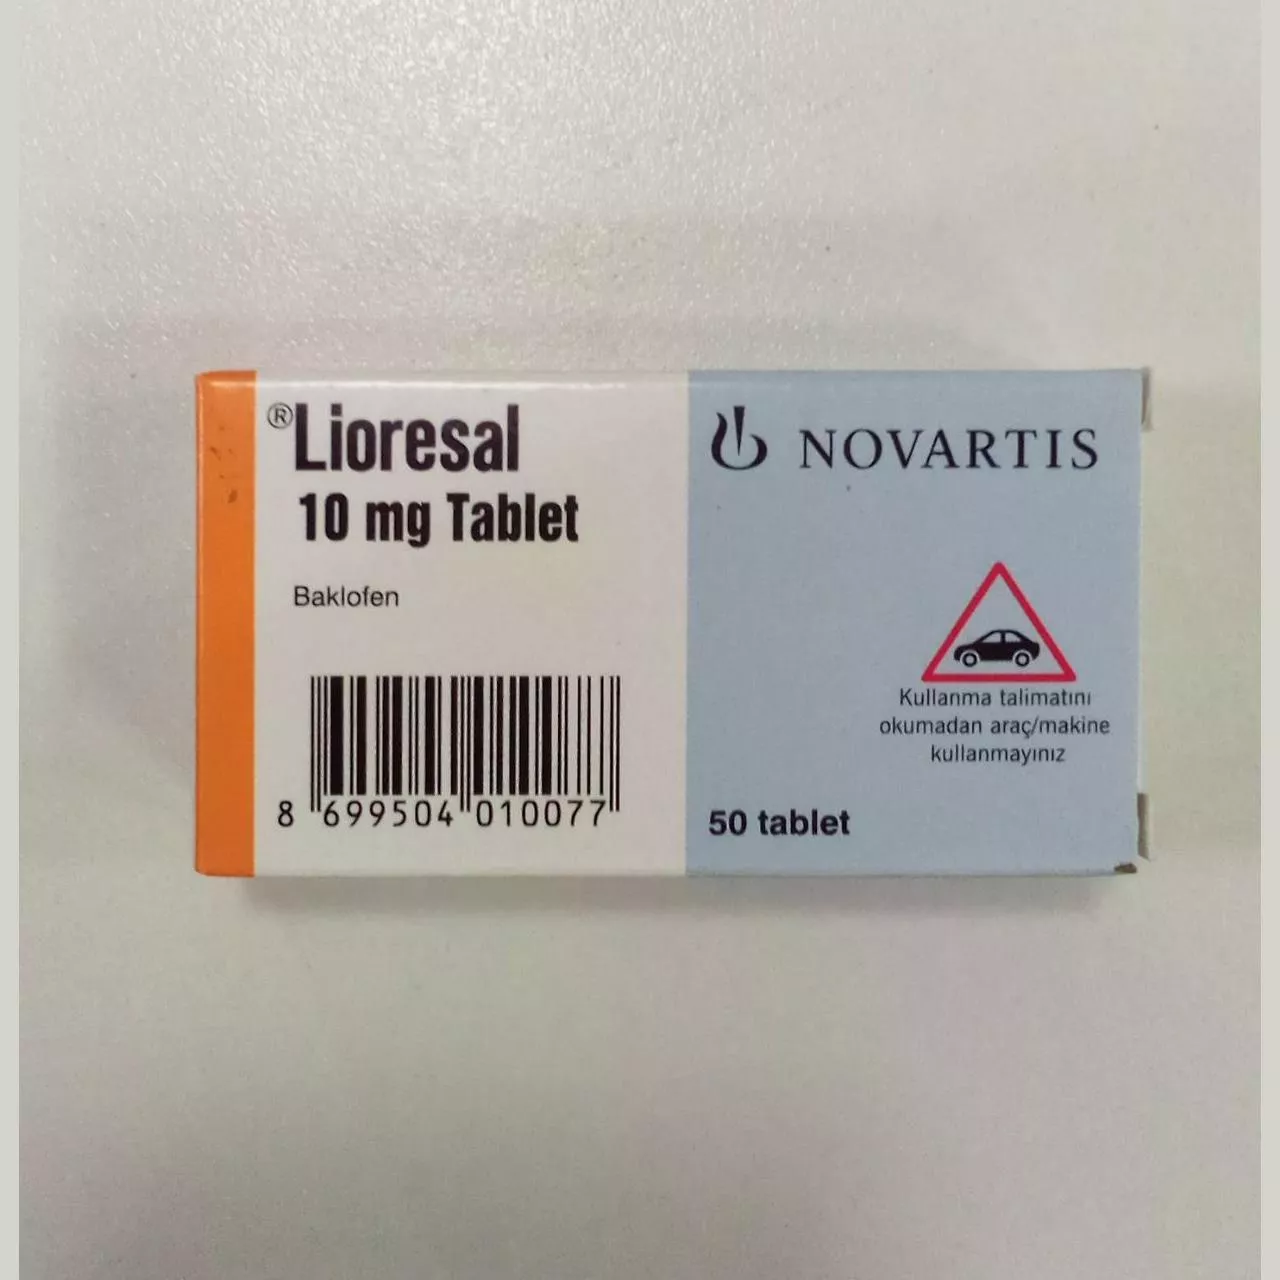 ®Lioresal
10 mg Tablet
Baklofen
8 699504 010077
NOVARTIS
Kullanma talimatını
okumadan araç/makine
kullanmayınız
50 tablet